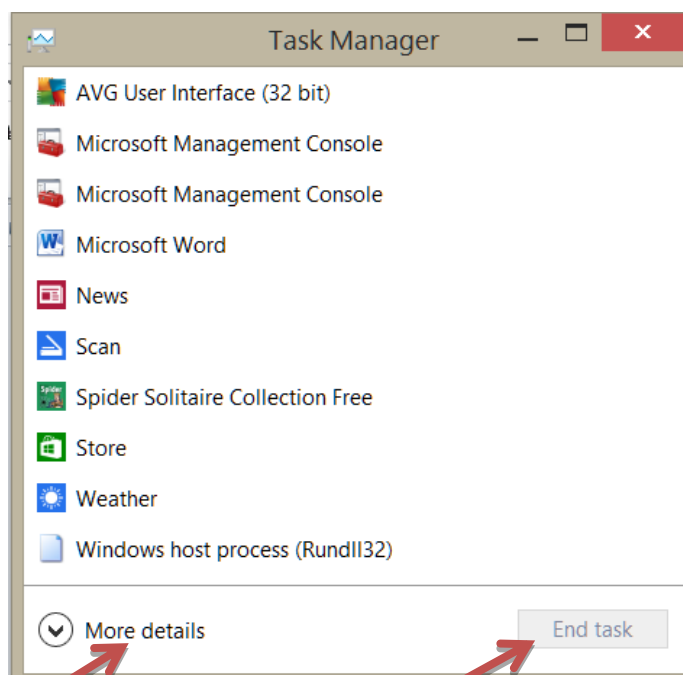 Task Manager
AVG User Interface (32 bit)
Microsoft Management Console
Microsoft Management Console
Microsoft Word
News
Scan
Spider
Spider Solitaire Collection Free
Store
Weather
Windows host process (Rundll32)
More details
End task